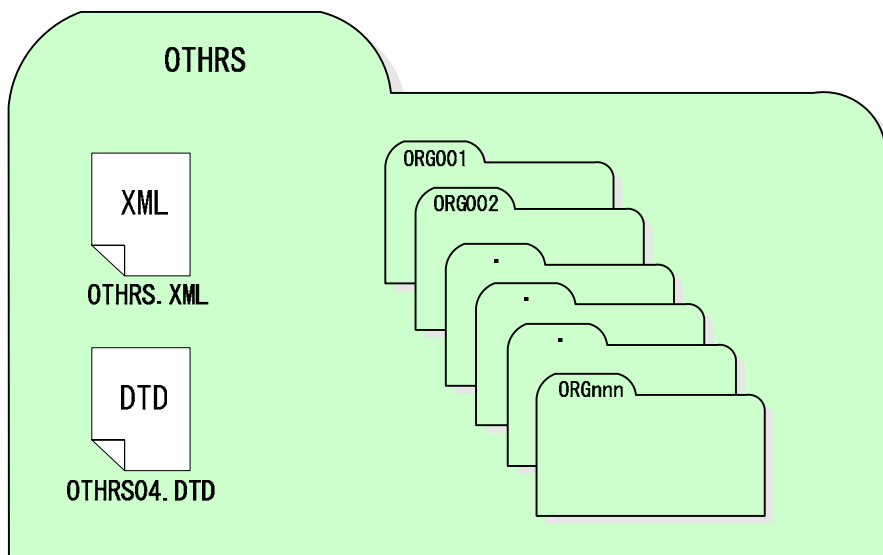 OTHRS
XML
OTHRS.XML
DTD
OTHRS04.DTD
ORG001
ORG002
.
.
.
ORGnnn